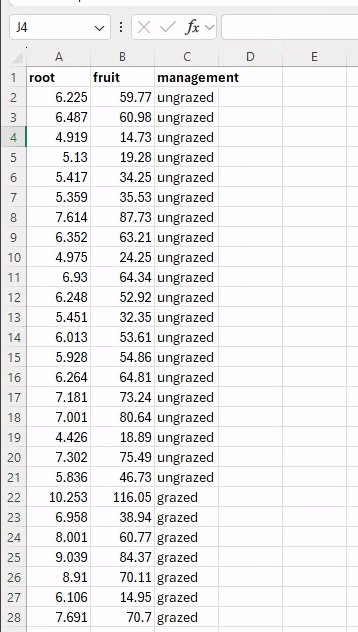 J4 fx
A B C D E
1 root fruit management
2 6.225 59.77 ungrazed
3 6.487 60.98 ungrazed
4 4.919 14.73 ungrazed
5 5.13 19.28 ungrazed
6 5.417 34.25 ungrazed
7 5.359 35.53 ungrazed
8 7.614 87.73 ungrazed
9 6.352 63.21 ungrazed
10 4.975 24.25 ungrazed
11 6.93 64.34 ungrazed
12 6.248 52.92 ungrazed
13 5.451 32.35 ungrazed
14 6.013 53.61 ungrazed
15 5.928 54.86 ungrazed
16 6.264 64.81 ungrazed
17 7.181 73.24 ungrazed
18 7.001 80.64 ungrazed
19 4.426 18.89 ungrazed
20 7.302 75.49 ungrazed
21 5.836 46.73 ungrazed
22 10.253 116.05 grazed
23 6.958 38.94 grazed
24 8.001 60.77 grazed
25 9.039 84.37 grazed
26 8.91 70.11 grazed
27 6.106 14.95 grazed
28 7.691 70.7 grazed